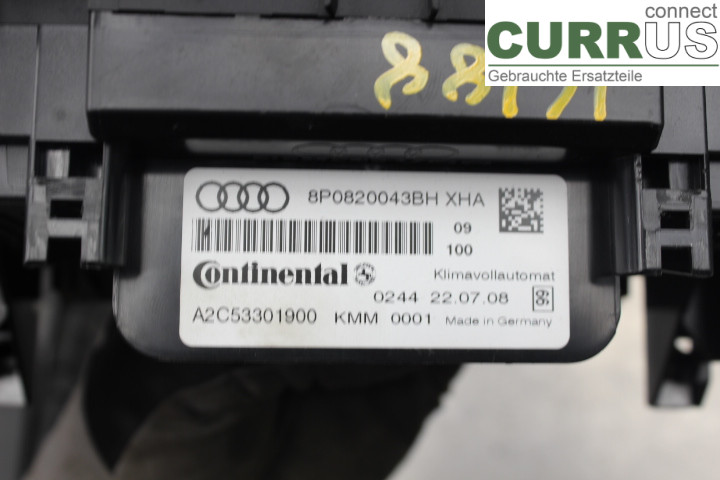 connect
CURRUS
Gebrauchte Ersatzteile
8P0820043BH XHA
09
100
Continental
Klimavollautomat
0244 22.07.08
A2C53301900 KMM 0001 Made in Germany